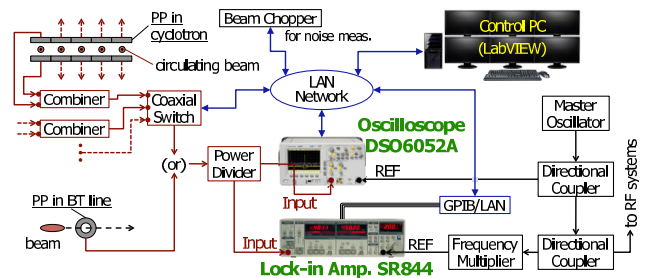 PP in
cyclotron
circulating beam
Combiner
Combiner
Coaxial
Switch
Beam Chopper
for noise meas.
Control PC
(LabVIEW)
LAN
Network
Oscilloscope
DSO6052A
Master
Oscillator
(or)
Power
Divider
Input
REF
Directional
Coupler
to RF systems
PP in BT line
beam
GPIB/LAN
Input
REF
Frequency
Multiplier
Directional
Coupler
Lock-in Amp. SR844